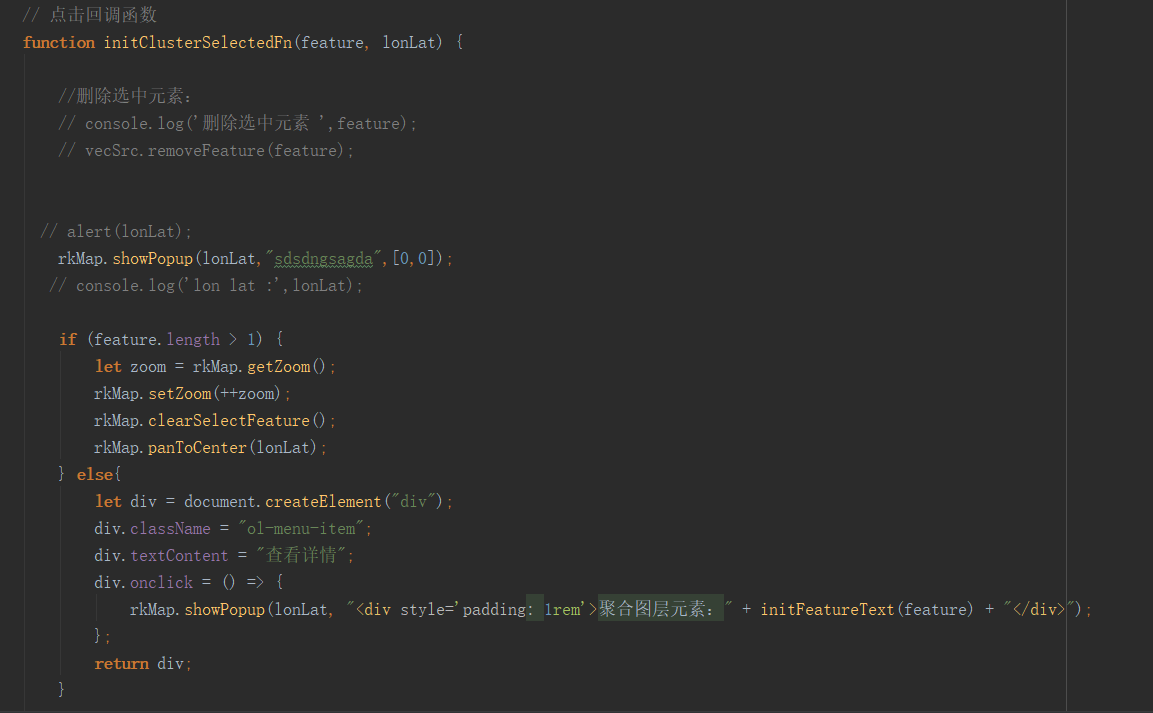 // 点击回调函数
function initClusterSelectedFn(feature, lonLat) {
//删除选中元素:
// console.log('删除选中元素 ',feature);
// vecSrc.removeFeature(feature);
// alert(lonLat);
rkMap.showPopup(lonLat,"sdsdngsagda",[0,0]);
// console.log('lon lat :',lonLat);
if (feature.length > 1) {
let zoom = rkMap.getZoom();
rkMap.setZoom(++zoom);
rkMap.clearSelectFeature();
rkMap.panToCenter(lonLat);
} else{
let div = document.createElement("div");
div.className = "ol-menu-item";
div.textContent = "查看详情";
div.onclick = () => {
rkMap.showPopup(lonLat, "<div style='padding: 1rem'>聚合图层元素:" + initFeatureText(feature) + "</div>");
};
return div;
}